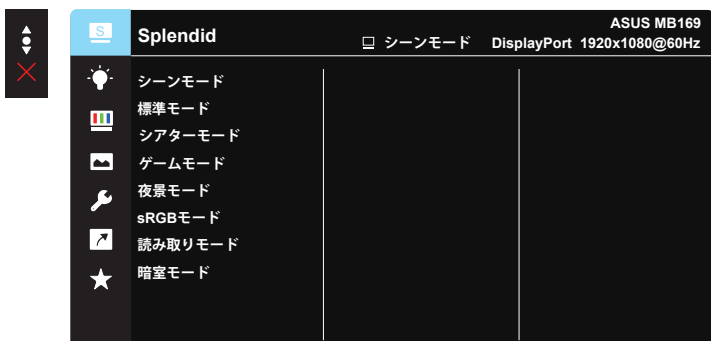 S
Splendid
シーンモード
ASUS MB169
DisplayPort 1920x1080@60Hz
シーンモード
標準モード
シアターモード
ゲームモード
夜景モード
sRGBモード
読み取りモード
暗室モード